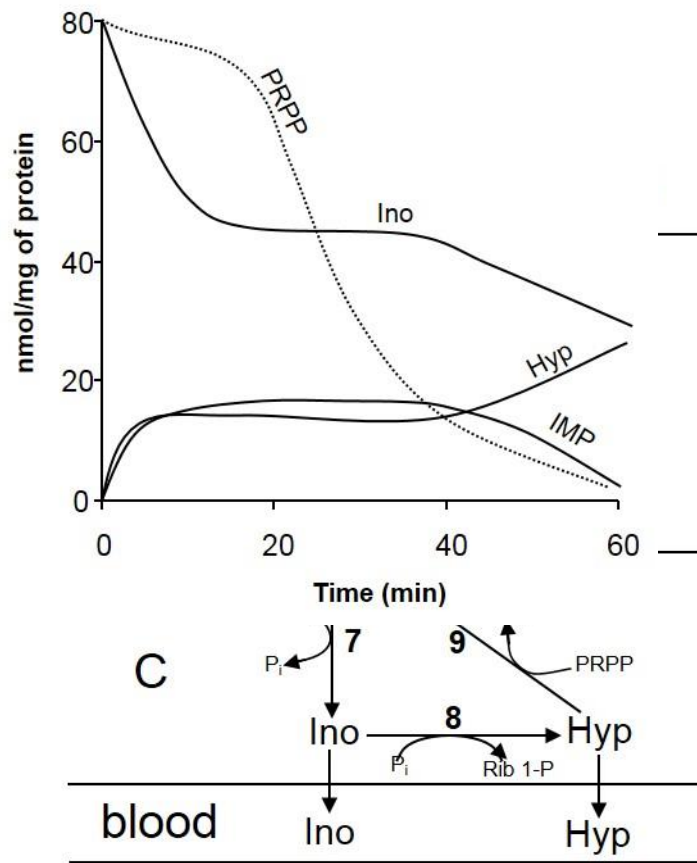 80
60
40
20
0
nmol/mg of protein
PRPP
Ino
Hyp
IMP
0 20 40 60
Time (min)
C
7
9
Pi
PRPP
Ino
8
Hyp
Pi
Rib 1-P
blood
Ino
Hyp